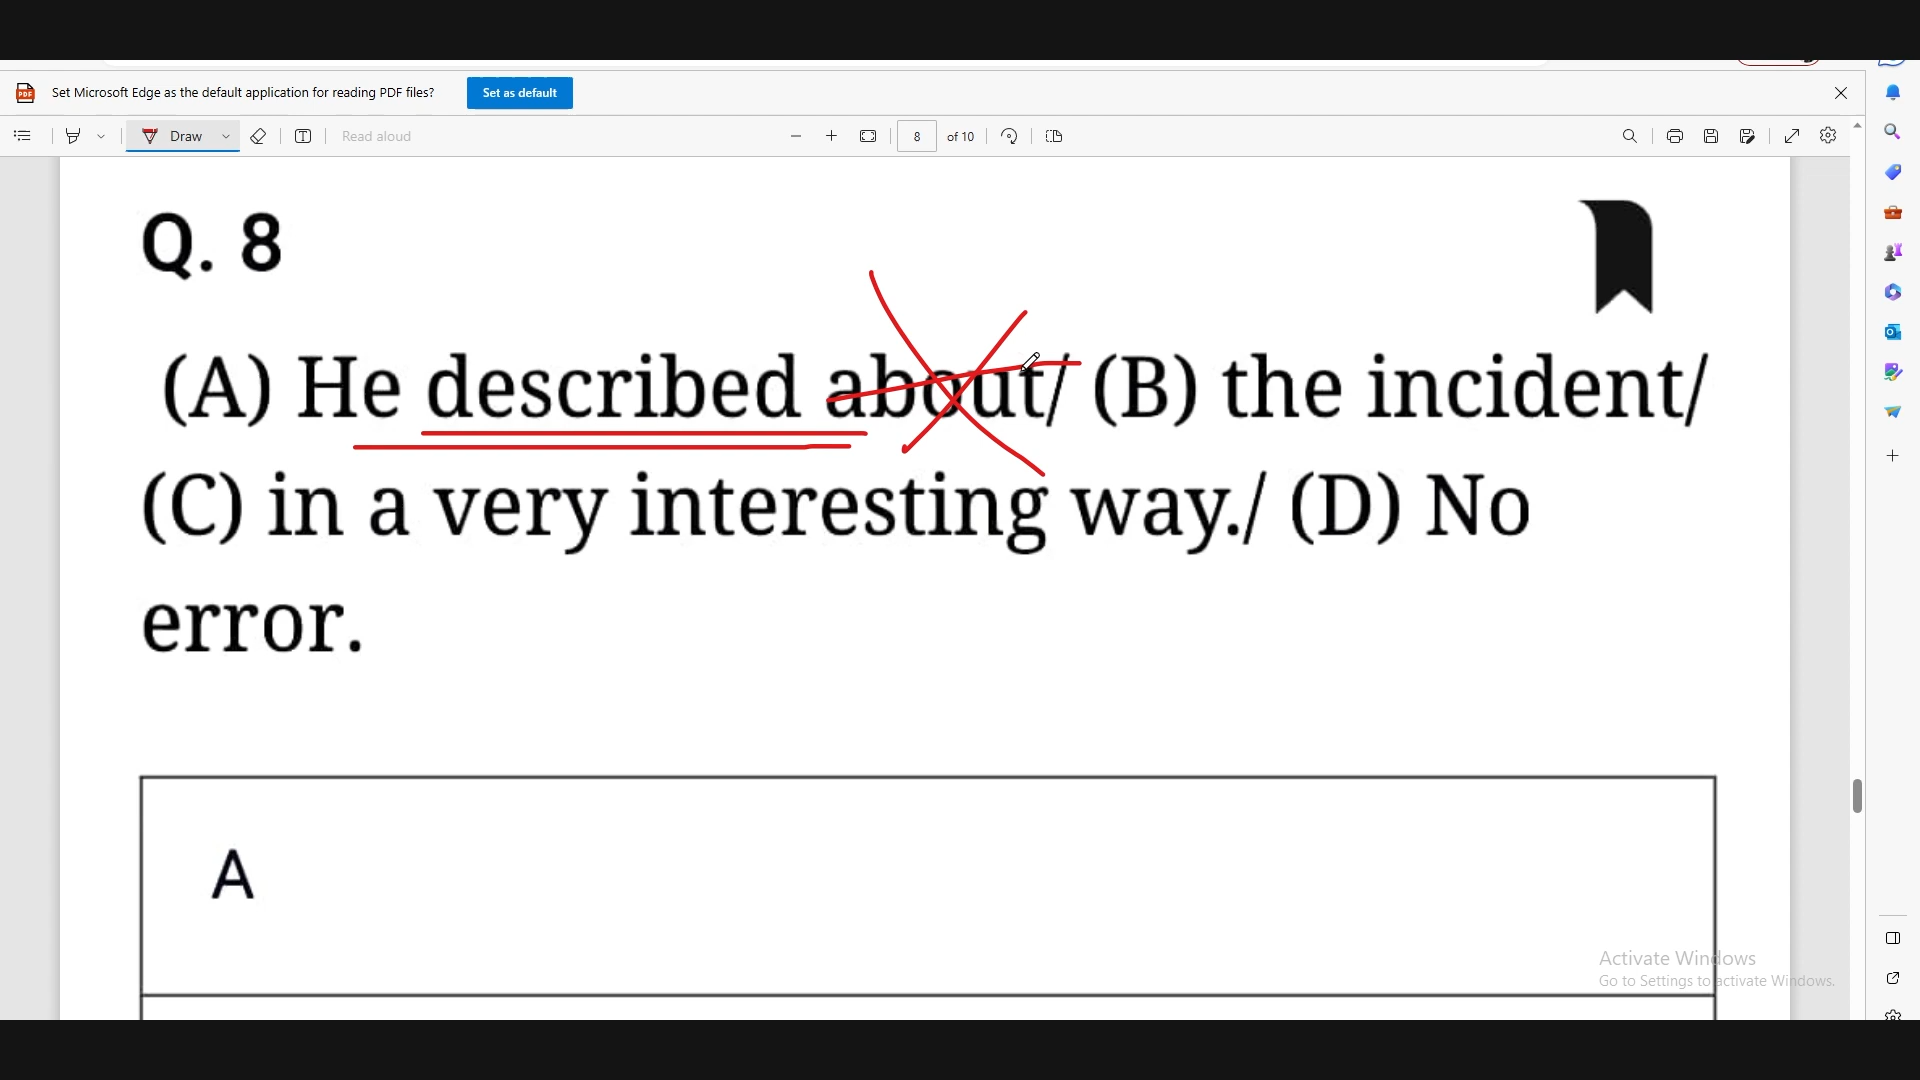 Set Microsoft Edge as the default application for reading PDF files? Set as default
Draw Read aloud 8 of 10
Q. 8
(A) He described about/ (B) the incident/
(C) in a very interesting way./ (D) No
error.
A
Activate Windows
Go to Settings to activate Windows.